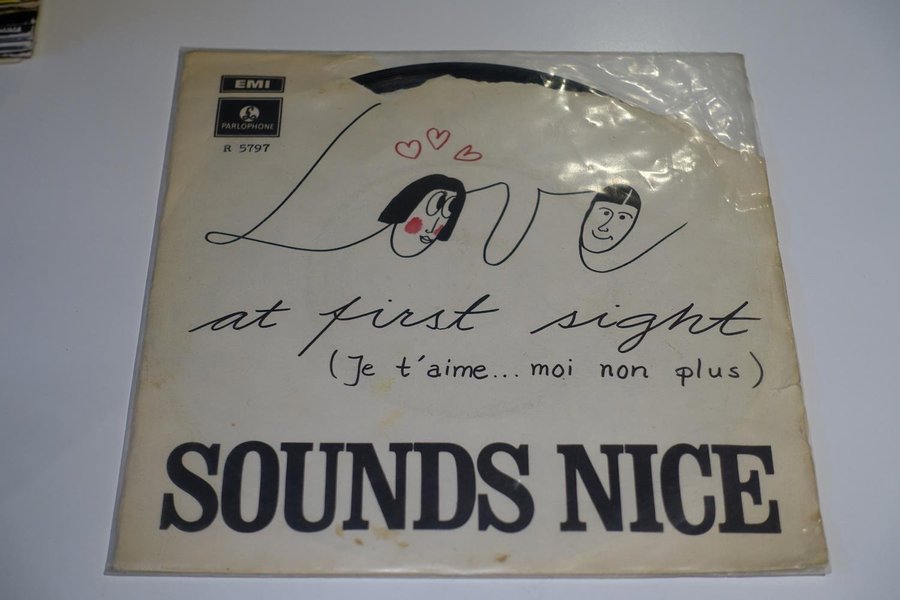 EMI
PARLOPHONE
R 5797
Love
at first sight
(Je t'aime... moi non plus)
SOUNDS NICE